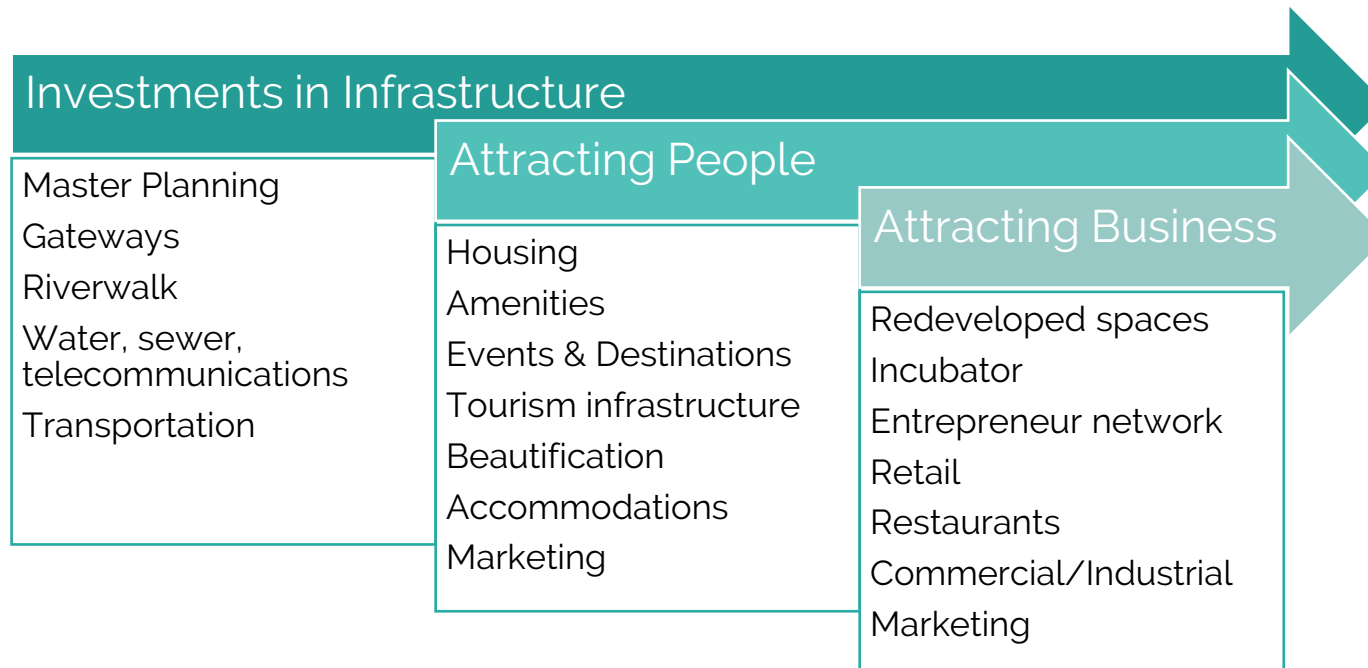 Investments in Infrastructure
Master Planning
Gateways
Riverwalk
Water, sewer,
telecommunications
Transportation
Attracting People
Housing
Amenities
Events & Destinations
Tourism infrastructure
Beautification
Accommodations
Marketing
Attracting Business
Redeveloped spaces
Incubator
Entrepreneur network
Retail
Restaurants
Commercial/Industrial
Marketing